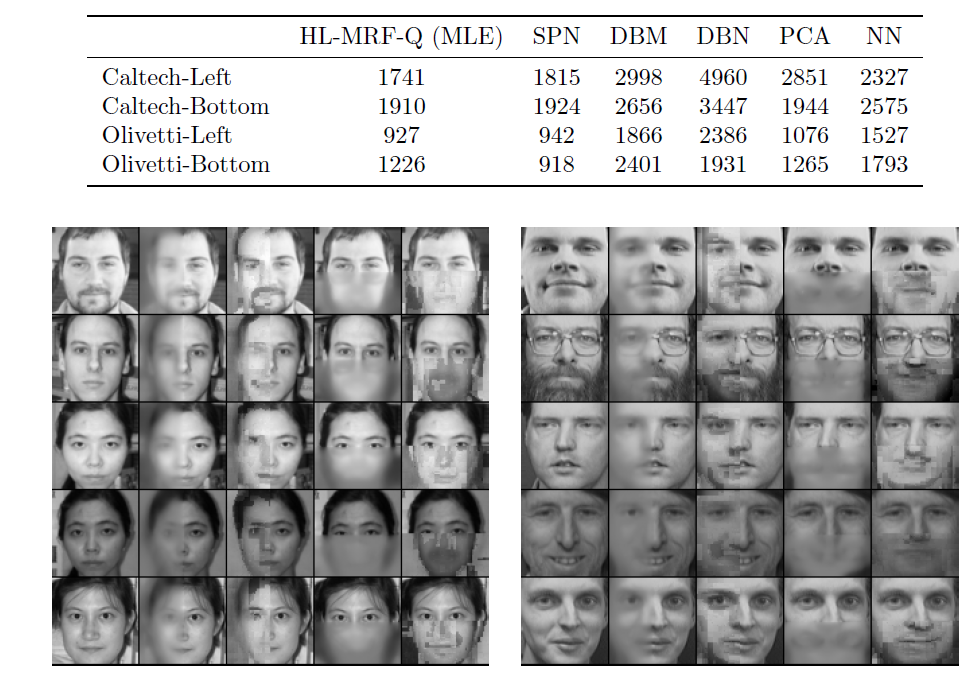 HL-MRF-Q (MLE) SPN DBM DBN PCA NN
Caltech-Left 1741 1815 2998 4960 2851 2327
Caltech-Bottom 1910 1924 2656 3447 1944 2575
Olivetti-Left 927 942 1866 2386 1076 1527
Olivetti-Bottom 1226 918 2401 1931 1265 1793